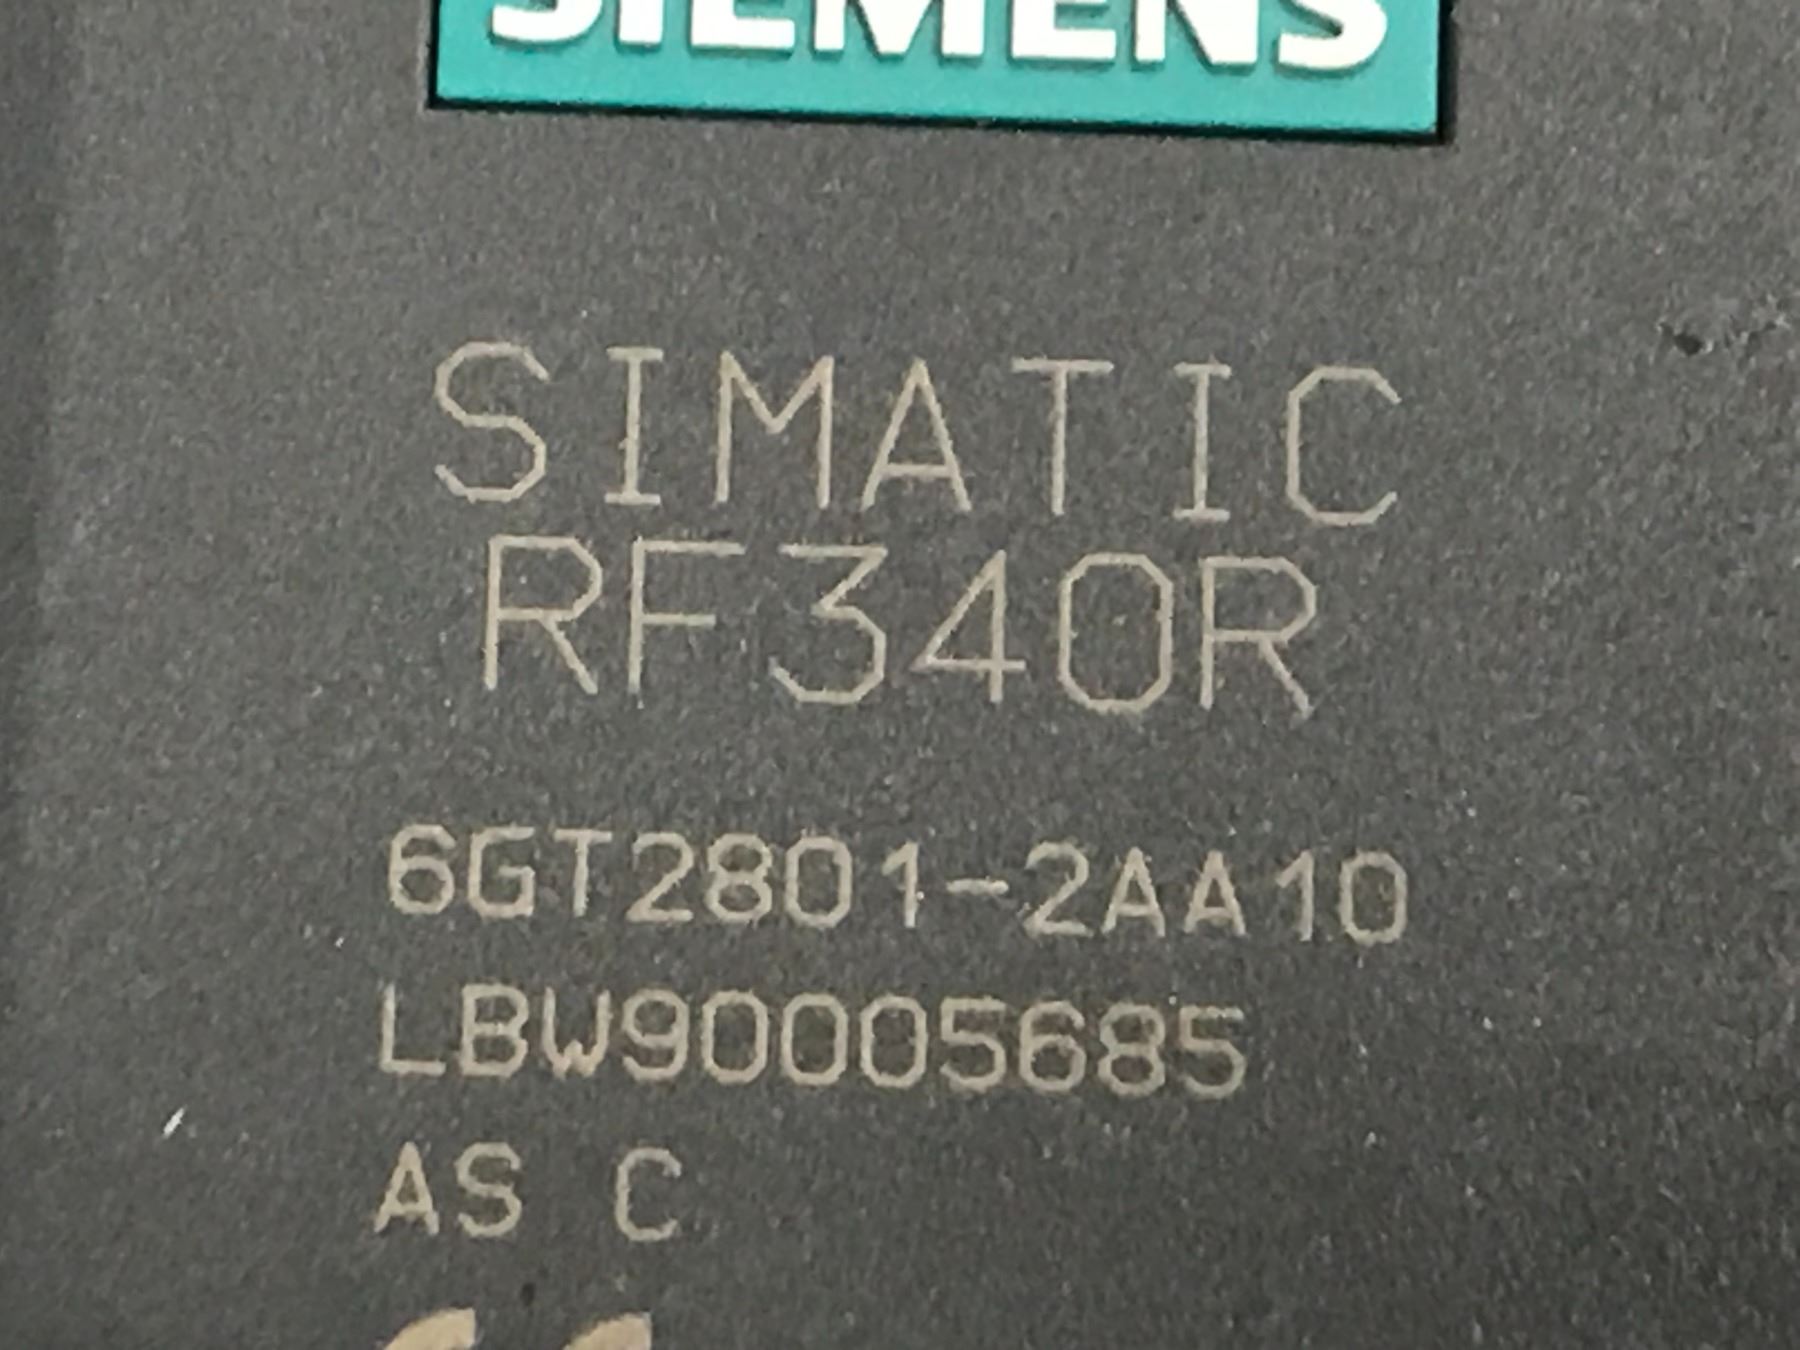 SIEMENS
SIMATIC
RF340R
6GT2801-2AA10
LBW90005685
AS C